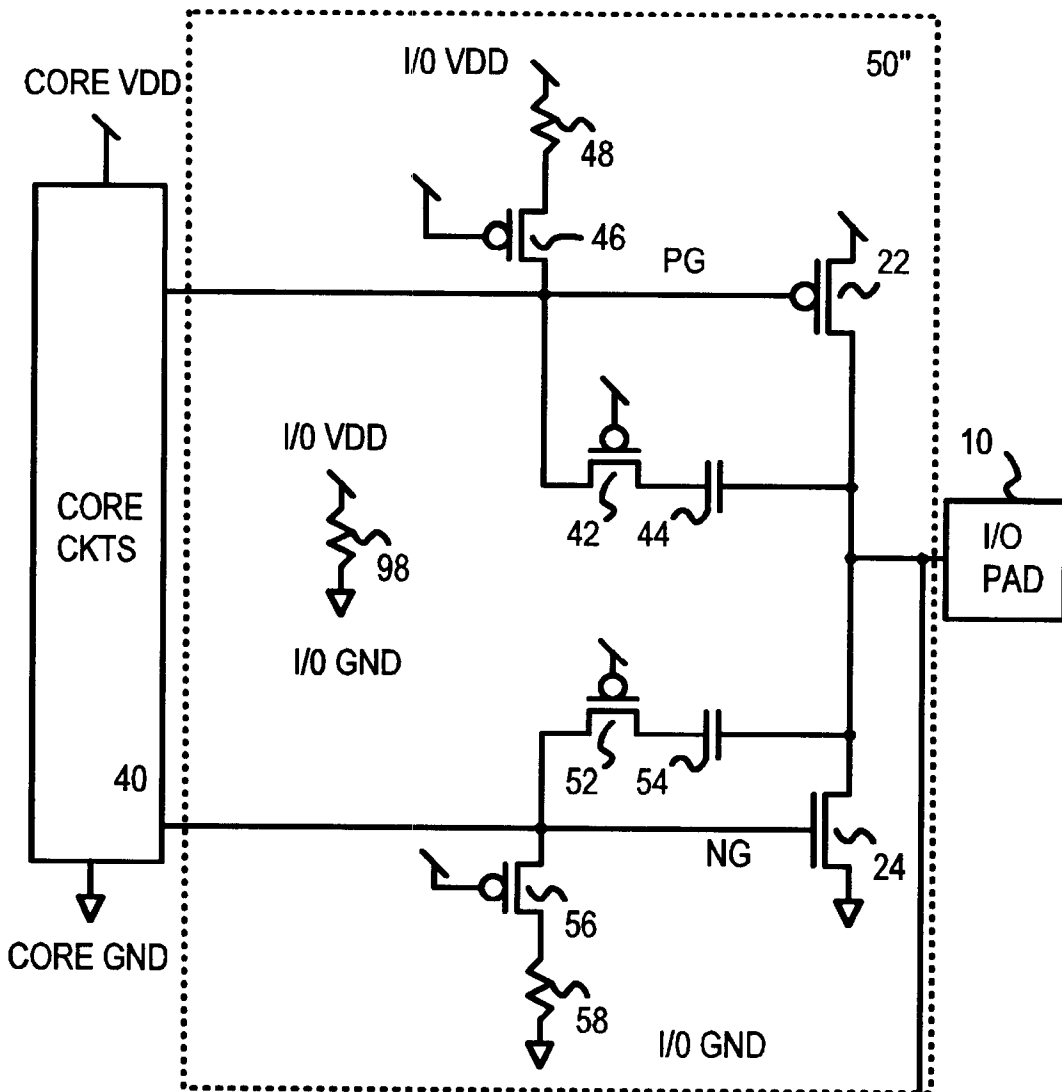 I/0 VDD
50"
CORE VDD
48
46
PG
22
I/0 VDD
10
CORE
CKTS
42
44
I/O
PAD
98
I/0 GND
40
52
54
NG
24
56
CORE GND
58
I/0 GND